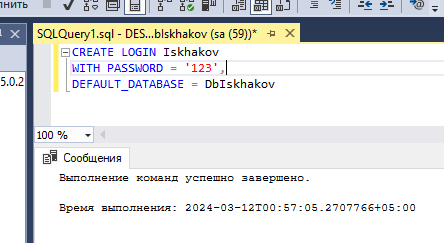 нить
SQLQuery1.sql - DES...bIskhakov (sa (59))*
CREATE LOGIN Iskhakov
WITH PASSWORD = '123',
DEFAULT_DATABASE = DbIskhakov
5.0.2
100 %
Сообщения
Выполнение команд успешно завершено.
Время выполнения: 2024-03-12T00:57:05.2707766+05:00